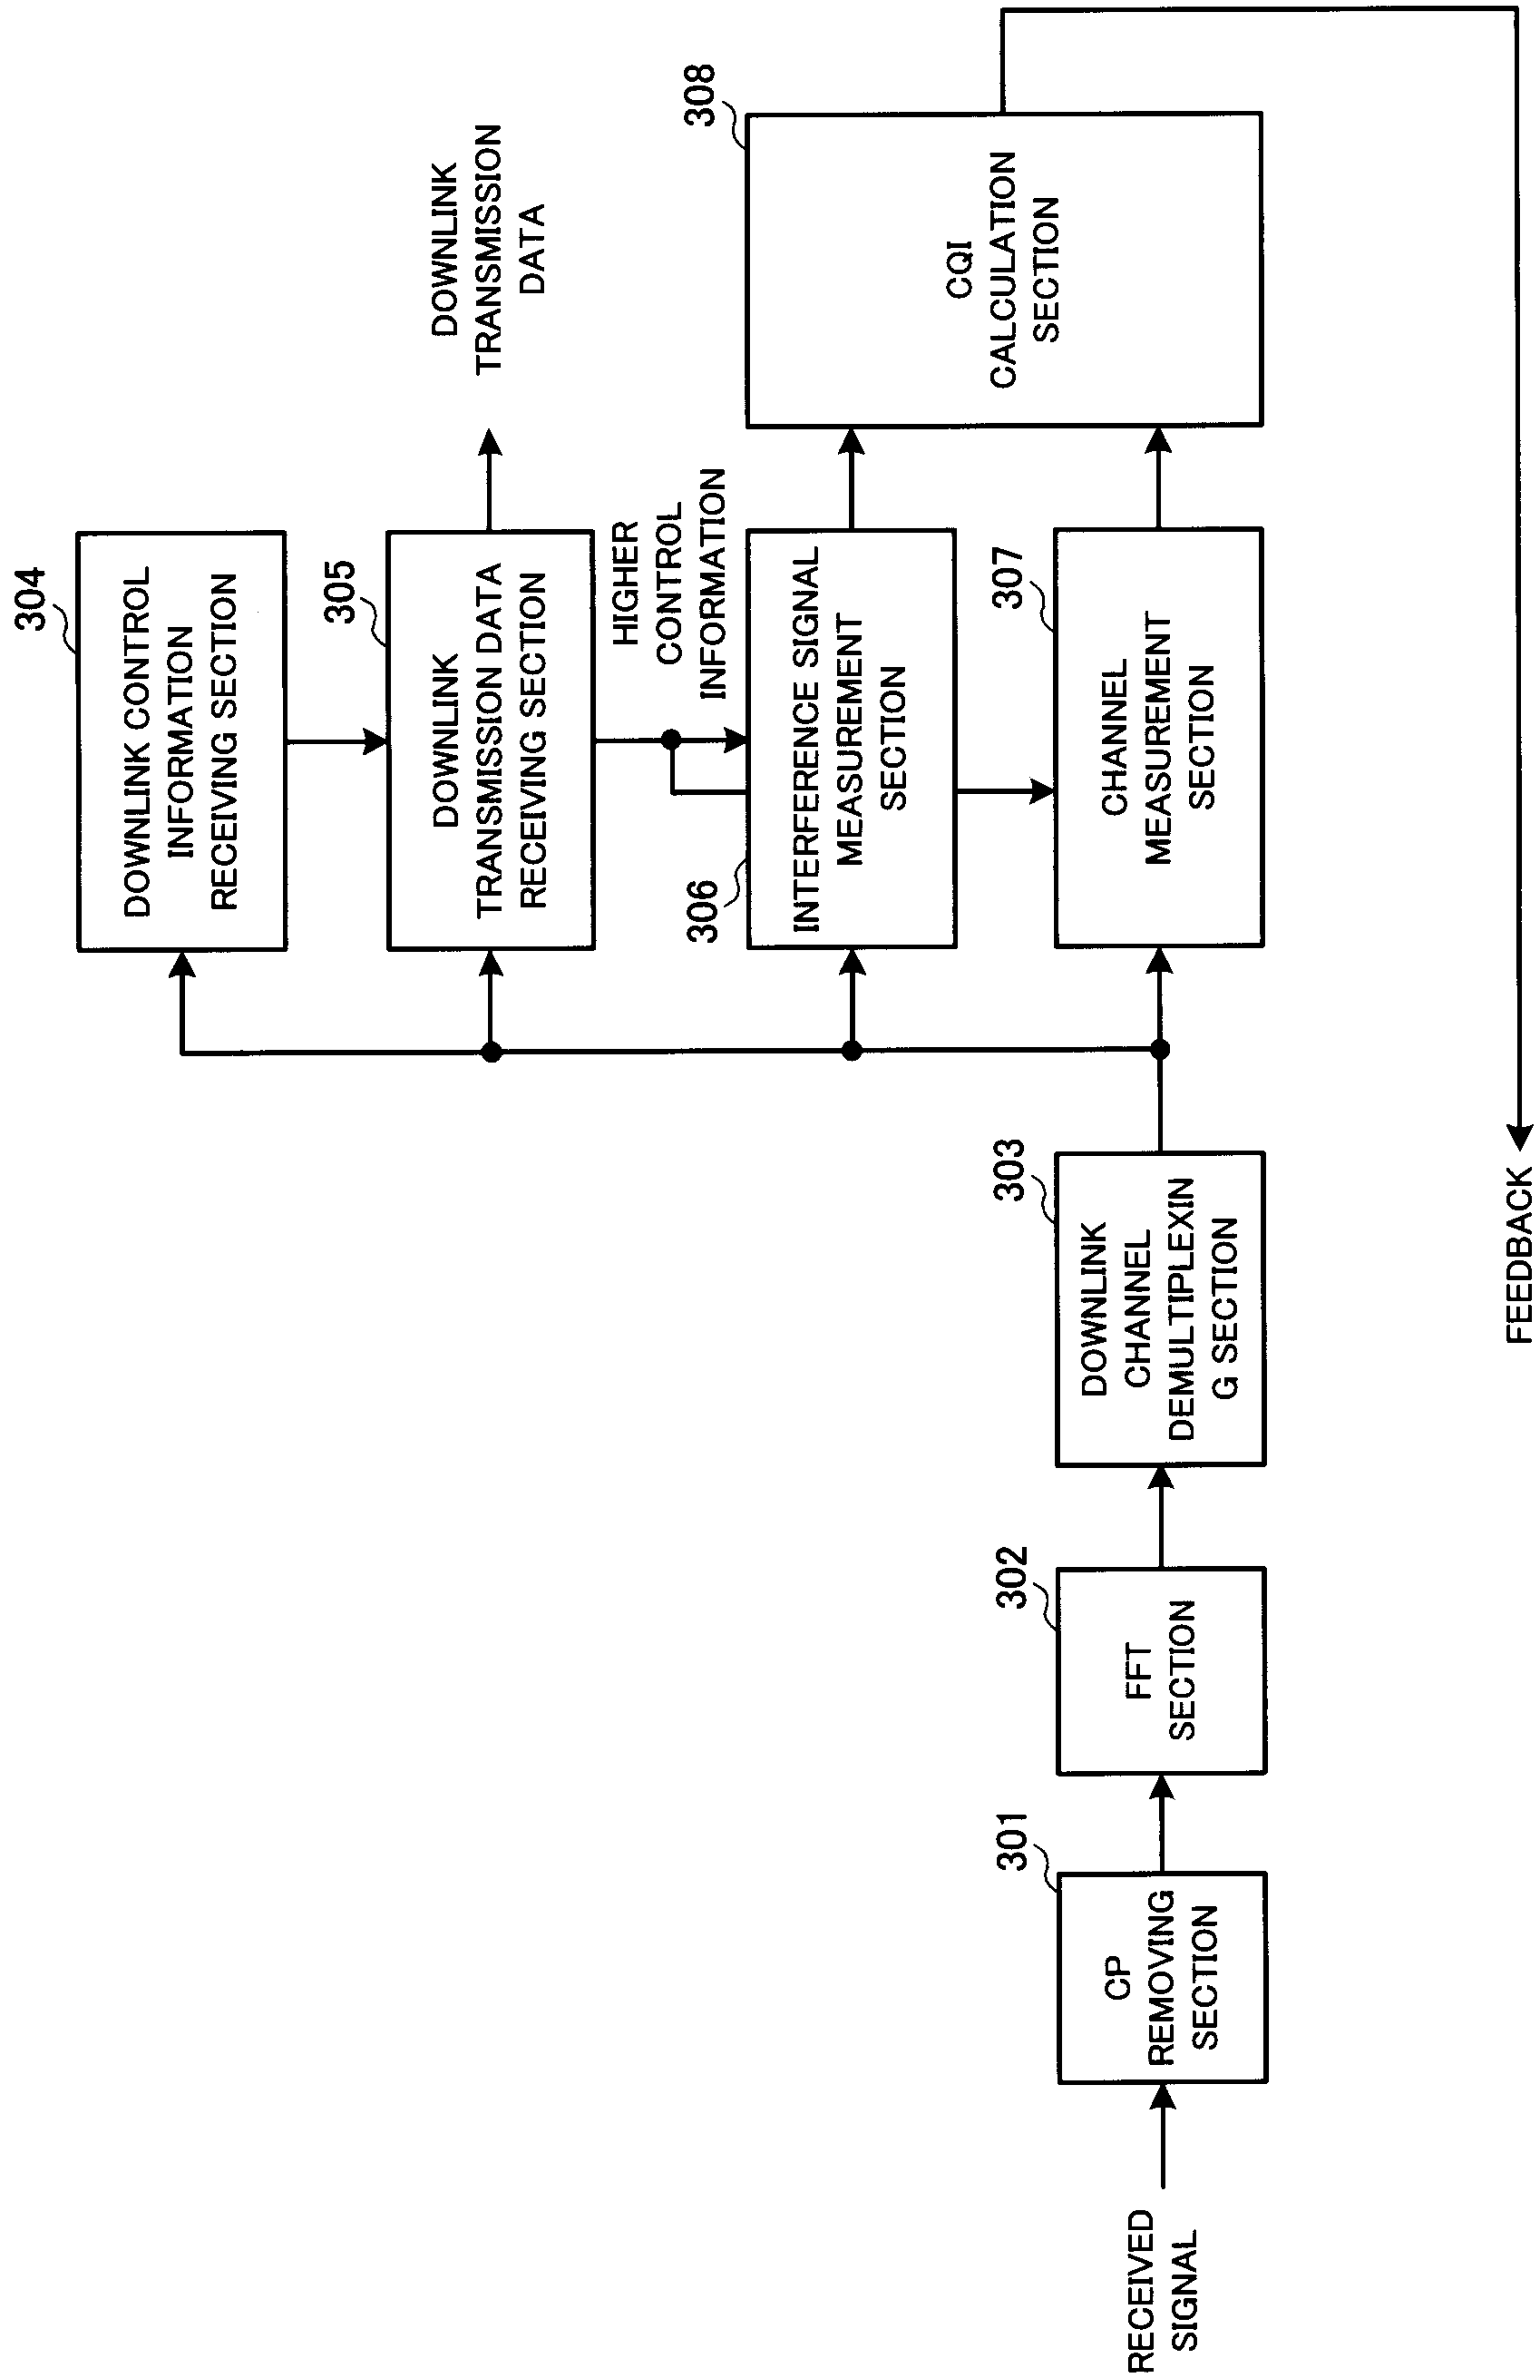 RECEIVED
SIGNAL
301
CP
REMOVING
SECTION
302
FFT
SECTION
303
DOWNLINK
CHANNEL
DEMULTIPLEXIN
G SECTION
304
DOWNLINK CONTROL
INFORMATION
RECEIVING SECTION
305
DOWNLINK
TRANSMISSION DATA
RECEIVING SECTION
DOWNLINK
TRANSMISSION
DATA
HIGHER
CONTROL
INFORMATION
306
INTERFERENCE SIGNAL
MEASUREMENT
SECTION
307
CHANNEL
MEASUREMENT
SECTION
308
CQI
CALCULATION
SECTION
FEEDBACK